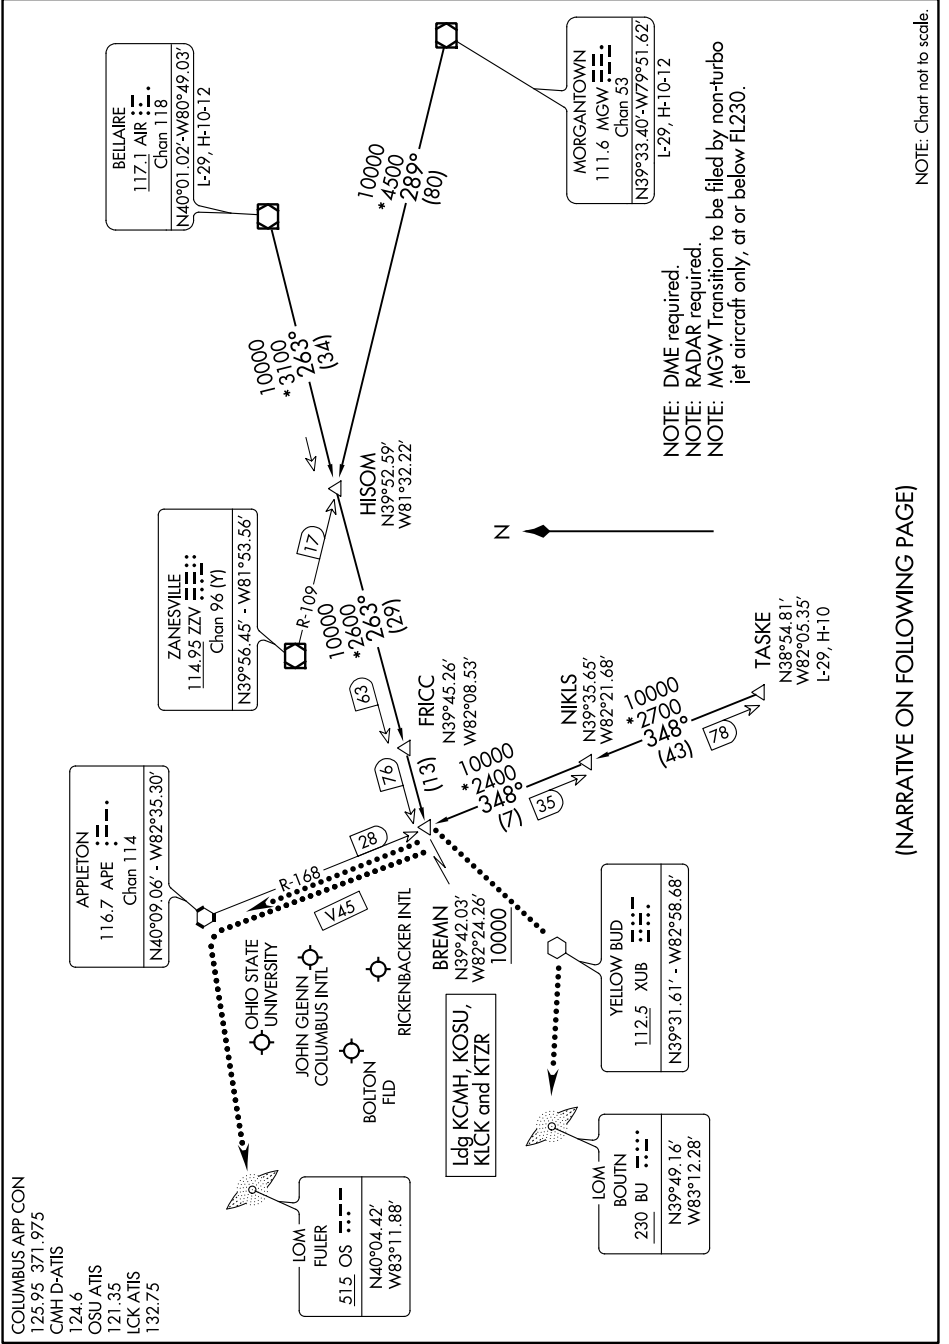 COLUMBUS APP CON
125.95 371.975
CMH D-ATIS
124.6
OSU ATIS
121.35
LCK ATIS
132.75
BELLAIRE
117.1 AIR
Chan 118
N40°01.02′-W80°49.03′
L-29, H-10-12
MORGANTOWN
111.6 MGW
Chan 53
N39°33.40′-W79°51.62′
L-29, H-10-12
10000
*4500
289°
(80)
10000
*3100
263°
(34)
HISOM
N39°52.59′
W81°32.22′
ZANESVILLE
114.95 ZZV
Chan 96 (Y)
N39°56.45′ - W81°53.56′
R-109
17
10000
*2600
263°
(29)
63
FRICC
N39°45.26′
W82°08.53′
76
(13)
APPLETON
116.7 APE
Chan 114
N40°09.06′ - W82°35.30′
R-168
28
V45
BREMN
N39°42.03′
W82°24.26′
10000
10000
*2400
348°
(7)
35
NIKLS
N39°35.65′
W82°21.68′
10000
*2700
348°
(43)
78
TASKE
N38°54.81′
W82°05.35′
L-29, H-10
OHIO STATE
UNIVERSITY
JOHN GLENN
COLUMBUS INTL
RICKENBACKER INTL
BOLTON
FLD
Ldg KCMH, KOSU,
KLCK and KTZR
YELLOW BUD
112.5 XUB
N39°31.61′ - W82°58.68′
LOM
FULER
515 OS
N40°04.42′
W83°11.88′
LOM
BOUTN
230 BU
N39°49.16′
W83°12.28′
N
NOTE: DME required.
NOTE: RADAR required.
NOTE: MGW Transition to be filed by non-turbo
jet aircraft only, at or below FL230.
(NARRATIVE ON FOLLOWING PAGE)
NOTE: Chart not to scale.